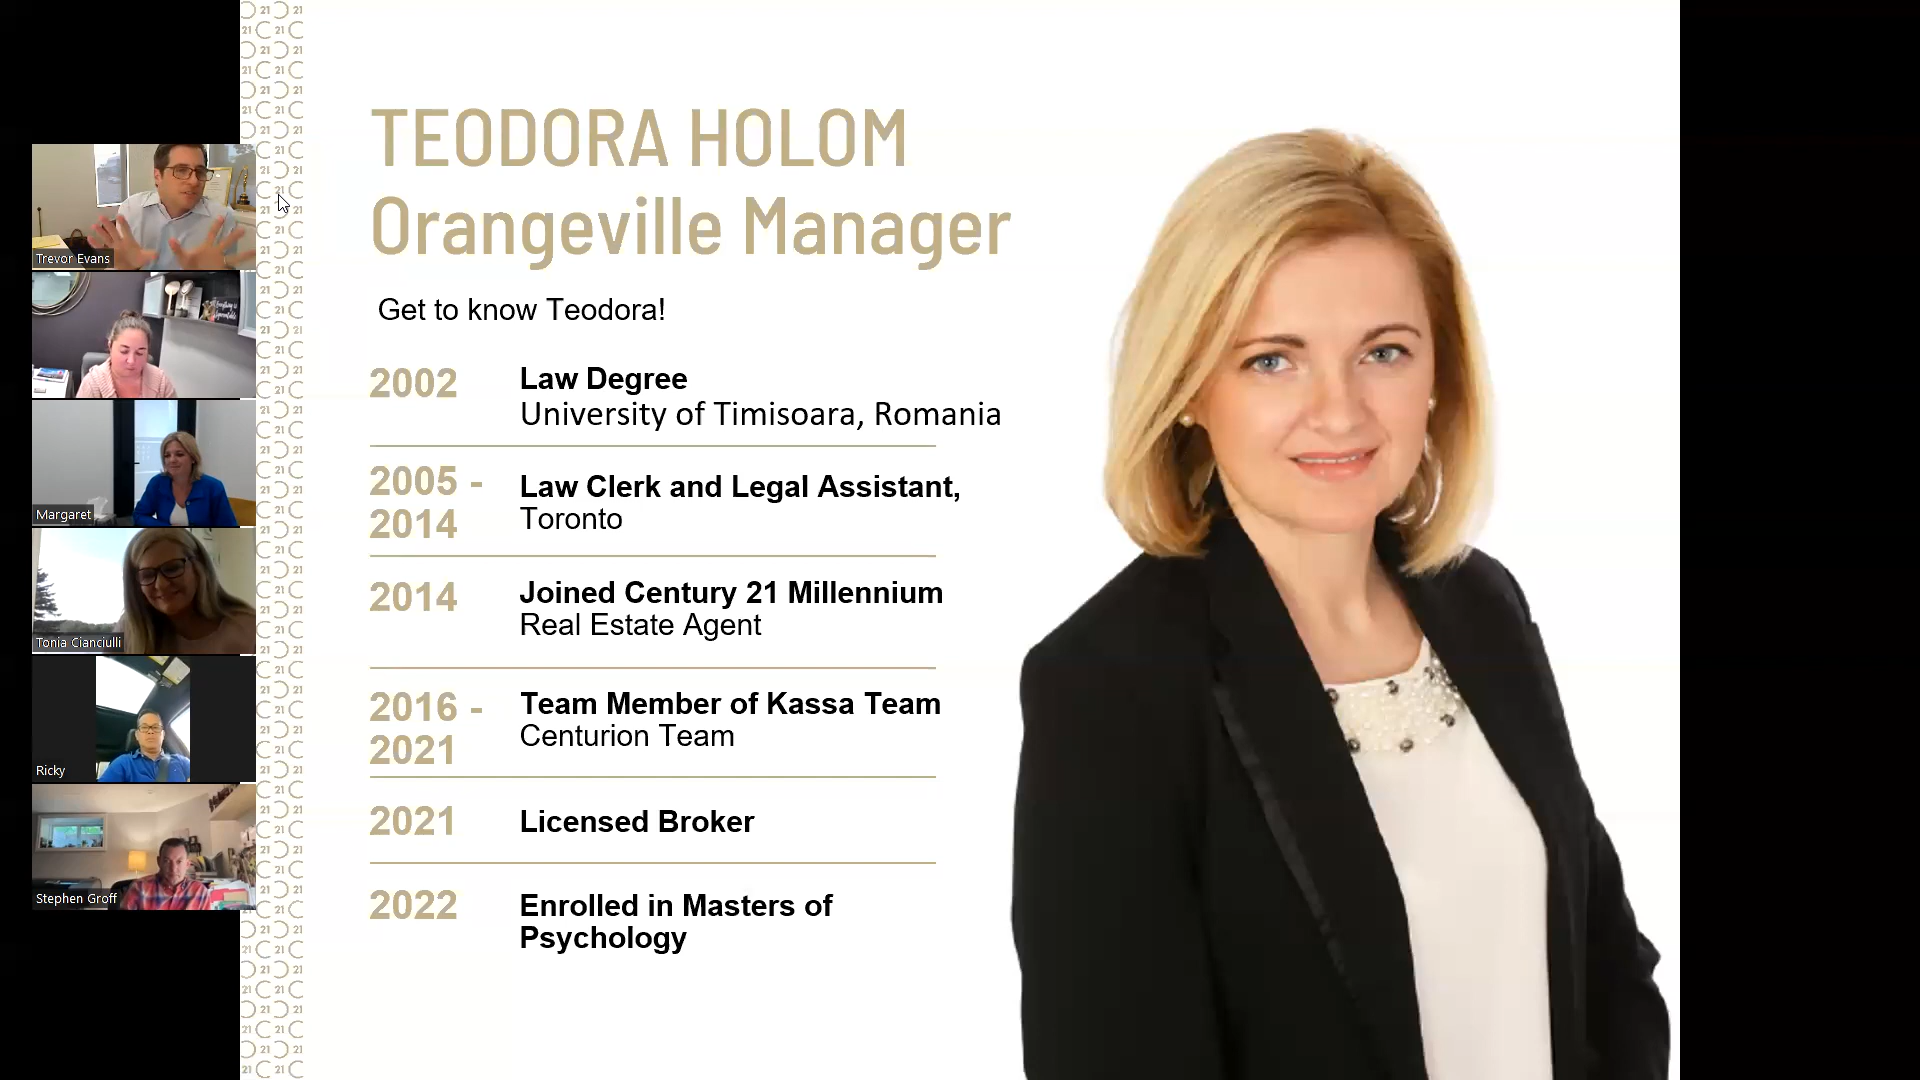 TEODORA HOLOM
Orangeville Manager
Get to know Teodora!
2002
Law Degree
University of Timisoara, Romania
2005 -
2014
Law Clerk and Legal Assistant,
Toronto
2014
Joined Century 21 Millennium
Real Estate Agent
2016 -
2021
Team Member of Kassa Team
Centurion Team
2021
Licensed Broker
2022
Enrolled in Masters of
Psychology
Trevor Evans
Margaret
Tonia Cianciulli
Ricky
Stephen Groff